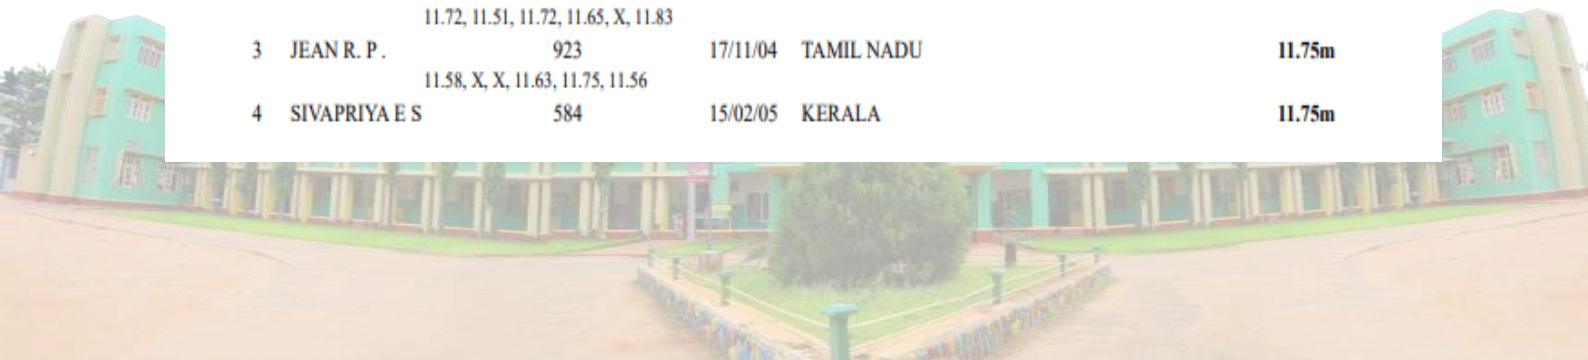 11.72, 11.51, 11.72, 11.65, X, 11.83
3 JEAN R. P . 923 17/11/04 TAMIL NADU 11.75m
11.58, X, X, 11.63, 11.75, 11.56
4 SIVAPRIYA E S 584 15/02/05 KERALA 11.75m